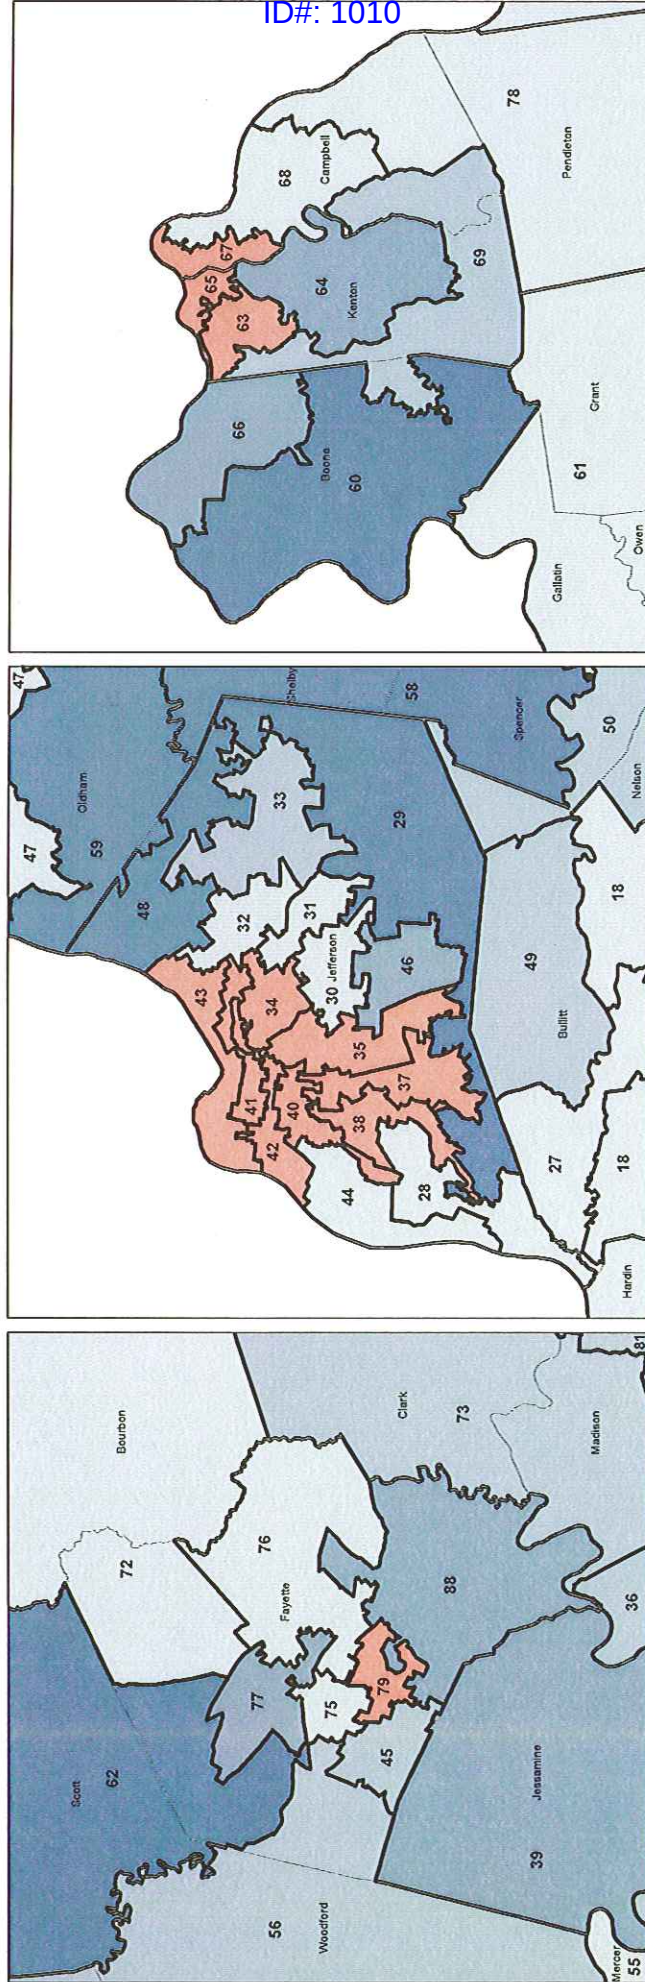 ID#: 1010
68
Campbell
78
Pendleton
67
65
63
64
Kenton
69
66
Boone
60
Grant
61
Gallatin
Owen
47
Oldham
59
47
48
Shelby
58
Spencer
50
Nelson
33
29
32
31
30
Jefferson
46
43
34
35
41
40
42
38
37
44
28
49
Bullitt
18
27
18
Hardin
Bourbon
72
76
Fayette
Clark
73
81
Madison
88
36
Scott
62
77
75
79
45
Jessamine
39
56
Woodford
Mercer
55